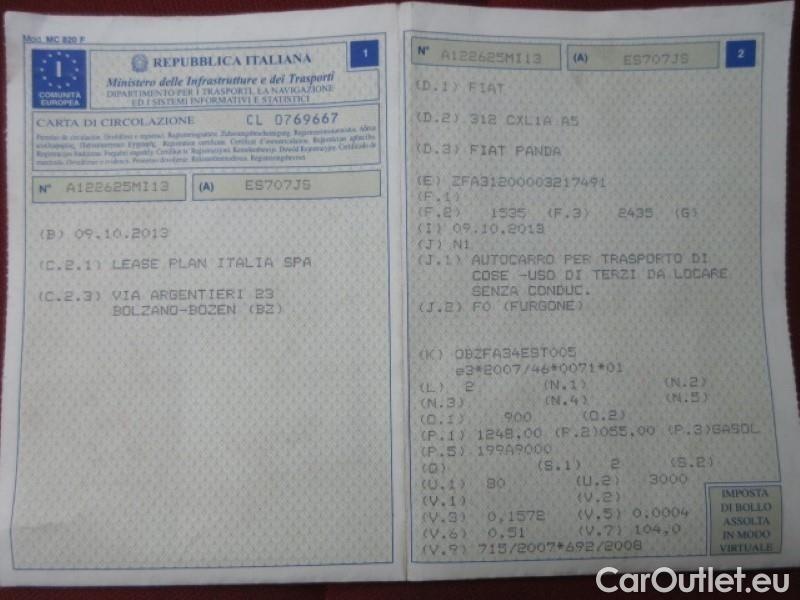 Mod. MC 820 F
I
COMUNITÀ
EUROPEA
REPUBBLICA ITALIANA
Ministero delle Infrastrutture e dei Trasporti
DIPARTIMENTO PER I TRASPORTI, LA NAVIGAZIONE
ED I SISTEMI INFORMATIVI E STATISTICI
1
CARTA DI CIRCOLAZIONE CL 0769667
N° A122625MI13 (A) ES707JS
(B) 09.10.2013
(C.2.1) LEASE PLAN ITALIA SPA
(C.2.3) VIA ARGENTIERI 23
BOLZANO-BOZEN (BZ)
N° A122625MI13 (A) ES707JS 2
(D.1) FIAT
(D.2) 312 CXL1A A5
(D.3) FIAT PANDA
(E) ZFA31200003217491
(F.1)
(F.2) 1535 (F.3) 2435 (G)
(I) 09.10.2013
(J) N1
(J.1) AUTOCARRO PER TRASPORTO DI
COSE -USO DI TERZI DA LOCARE
SENZA CONDUC.
(J.2) F0 (FURGONE)
(K) OBZFA34EST005
e3*2007/46*0071*01
(L) 2 (N.1) (N.2)
(N.3) (N.4) (N.5)
(O.1) 900 (O.2)
(P.1) 1248,00 (P.2)055,00 (P.3)GASOL
(P.5) 199A9000
(Q) (S.1) 2 (S.2)
(U.1) 80 (U.2) 3000
(V.1) (V.2)
(V.3) 0,1572 (V.5) 0,0004
(V.6) 0,51 (V.7) 104,0
(V.9) 715/2007*692/2008
IMPOSTA
DI BOLLO
ASSOLTA
IN MODO
VIRTUALE
CarOutlet.eu